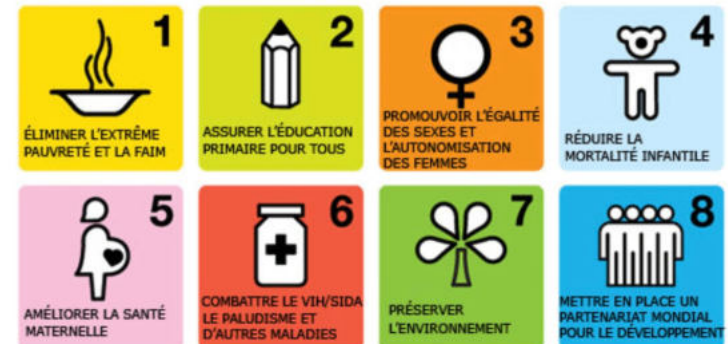 1
ÉLIMINER L'EXTRÊME
PAUVRETÉ ET LA FAIM
2
ASSURER L'ÉDUCATION
PRIMAIRE POUR TOUS
3
PROMOUVOIR L'ÉGALITÉ
DES SEXES ET
L'AUTONOMISATION
DES FEMMES
4
RÉDUIRE LA
MORTALITÉ INFANTILE
5
AMÉLIORER LA SANTÉ
MATERNELLE
6
COMBATTRE LE VIH/SIDA
LE PALUDISME ET
D'AUTRES MALADIES
7
PRÉSERVER
L'ENVIRONNEMENT
8
METTRE EN PLACE UN
PARTENARIAT MONDIAL
POUR LE DÉVELOPPEMENT